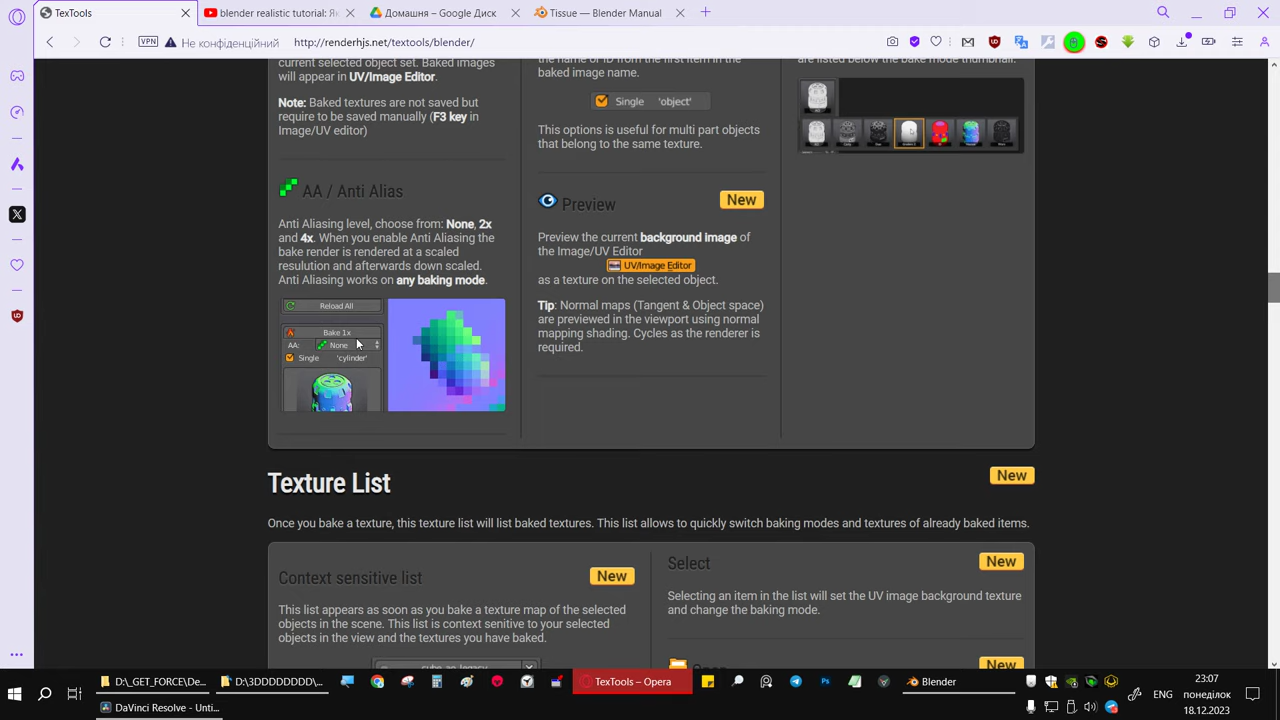 TexTools
blender realistic tutorial: Як
Домашня – Google Диск
Tissue — Blender Manual
VPN
Не конфіденційний
http://renderhjs.net/textools/blender/
current selected object set. Baked images
will appear in UV/Image Editor.
Note: Baked textures are not saved but
require to be saved manually (F3 key in
Image/UV editor)
AA / Anti Alias
Anti Aliasing level, choose from: None, 2x
and 4x. When you enable Anti Aliasing the
bake render is rendered at a scaled
resulution and afterwards down scaled.
Anti Aliasing works on any baking mode.
Reload All
Bake 1x
AA: None
Single 'cylinder'
the name or ID from the first item in the
baked image name.
Single 'object'
This options is useful for multi part objects
that belong to the same texture.
Preview
New
Preview the current background image of
the Image/UV Editor
UV/Image Editor
as a texture on the selected object.
Tip: Normal maps (Tangent & Object space)
are previewed in the viewport using normal
mapping shading. Cycles as the renderer is
required.
are listed below the bake mode thumbnail.
Texture List
New
Once you bake a texture, this texture list will list baked textures. This list allows to quickly switch baking modes and textures of already baked items.
Context sensitive list
New
This list appears as soon as you bake a texture map of the selected
objects in the scene. This list is context senitive to your selected
objects in the view and the textures you have baked.
cube_ao_legacy
Select
New
Selecting an item in the list will set the UV image background texture
and change the baking mode.
Open
New
D:\_GET_FORCE\De...
D:\3DDDDDDDD\...
TexTools – Opera
Blender
DaVinci Resolve - Unti...
ENG
23:07
понеділок
18.12.2023